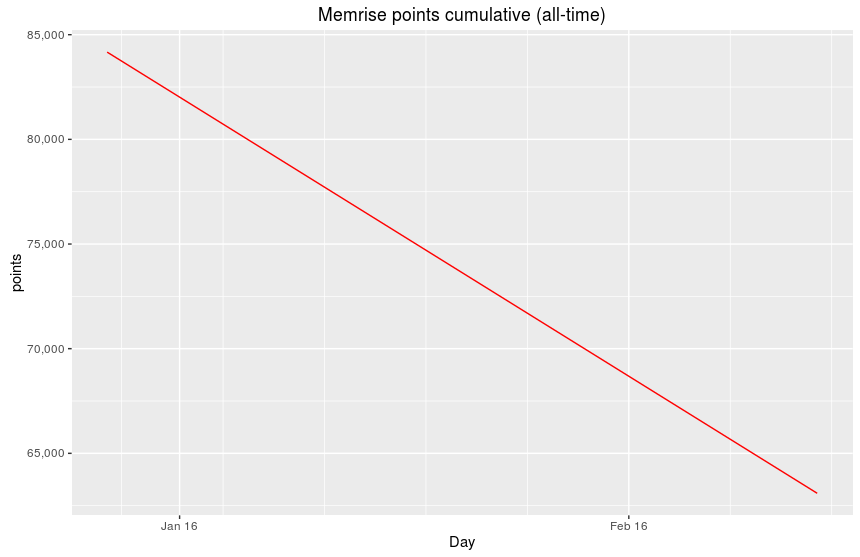 Memrise points cumulative (all-time)
85,000
80,000
75,000
70,000
65,000
points
Jan 16
Feb 16
Day